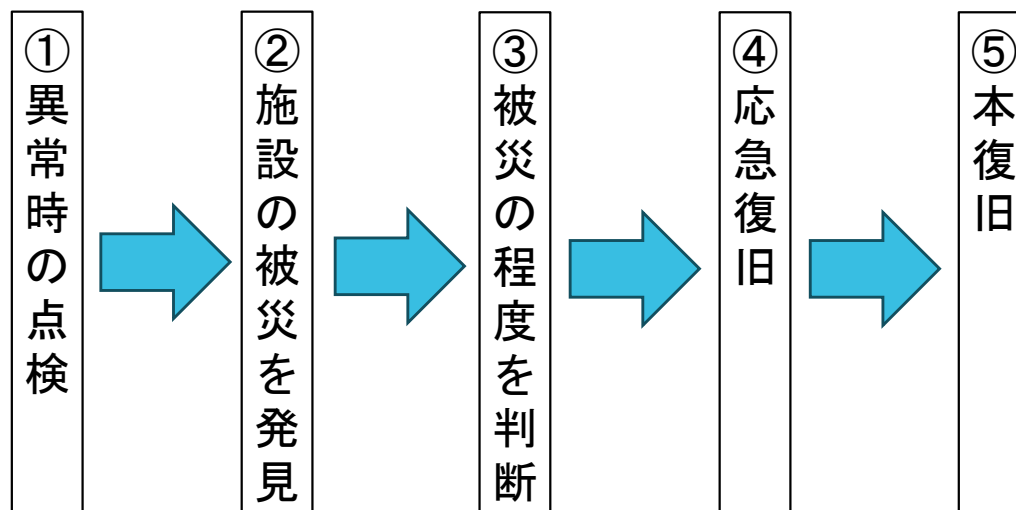 ①異常時の点検
②施設の被災を発見
③被災の程度を判断
④応急復旧
⑤本復旧